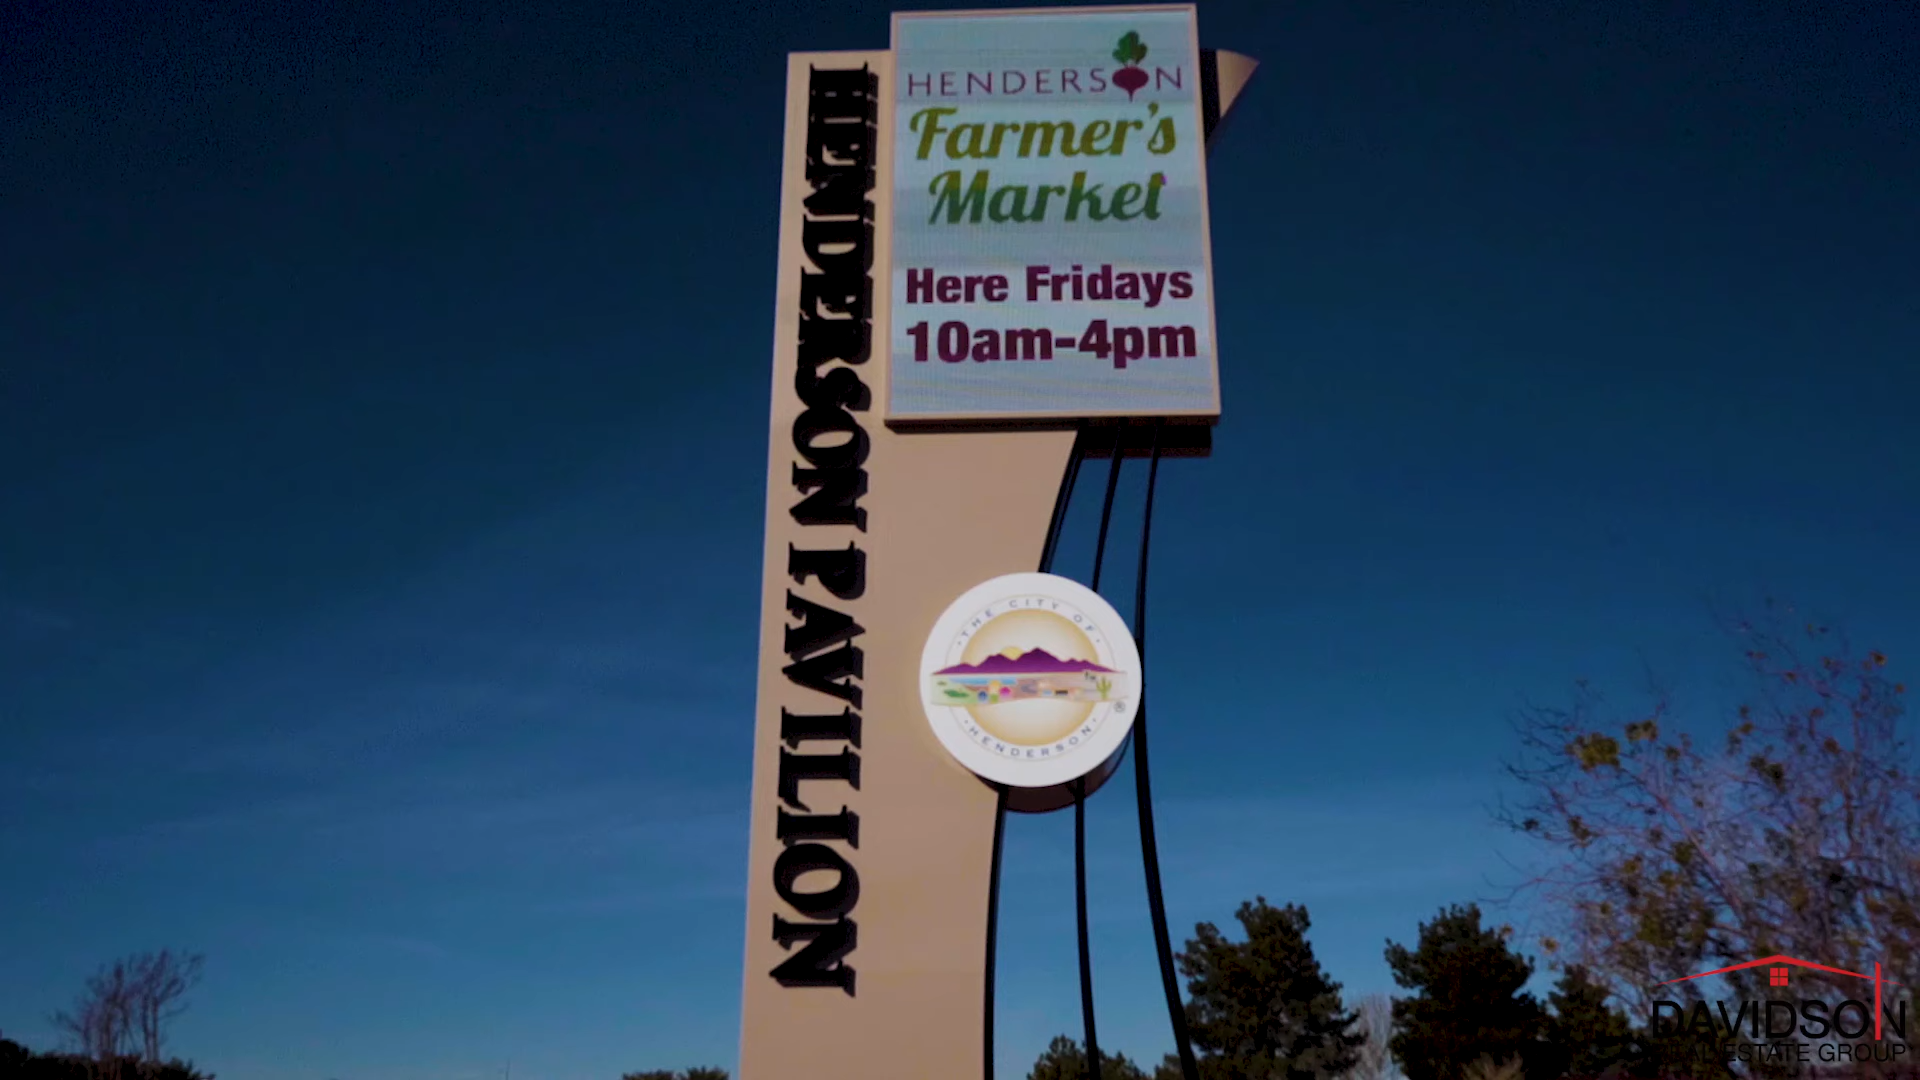 HENDERSON
Farmer's
Market
Here Fridays
10am-4pm
HENDERSON PAVILION
THE CITY OF
HENDERSON
®
DAVIDSON
REAL ESTATE GROUP